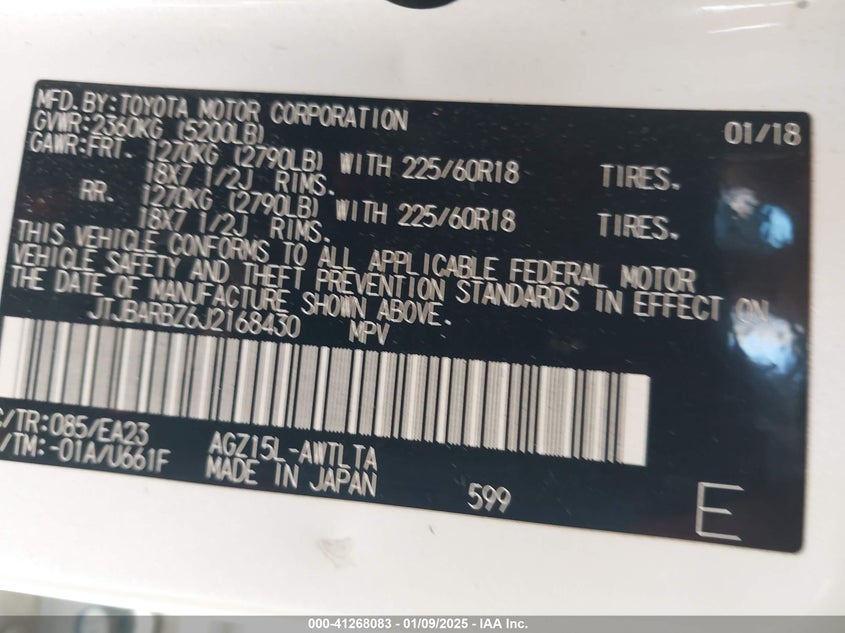 MFD.BY:TOYOTA MOTOR CORPORATION 01/18
GVWR:2360KG (5200LB)
GAWR:FRT. 1270KG (2790LB) WITH 225/60R18 TIRES.
18X7 1/2J RIMS.
RR. 1270KG (2790LB) WITH 225/60R18 TIRES.
18X7 1/2J RIMS.
THIS VEHICLE CONFORMS TO ALL APPLICABLE FEDERAL MOTOR
VEHICLE SAFETY AND THEFT PREVENTION STANDARDS IN EFFECT ON
THE DATE OF MANUFACTURE SHOWN ABOVE.
JTJBARBZ6J2168430 MPV
/TR:085/EA23 AGZ15L-AWTLTA
/TM:-01A/U661F MADE IN JAPAN 599
E
000-41268083 - 01/09/2025 - IAA Inc.